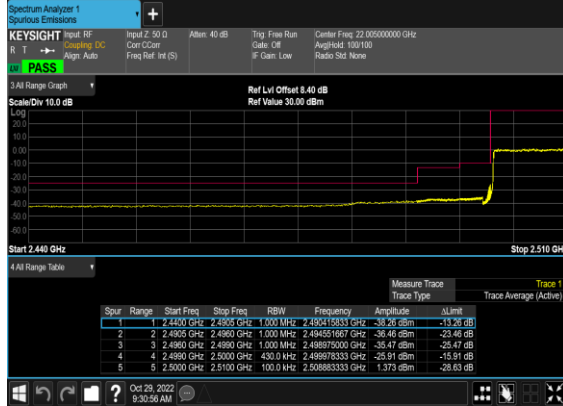 Spectrum Analyzer 1
Spurious Emissions
+
KEYSIGHT Input: RF Input Z: 50 Ω Atten: 40 dB Trig: Free Run Center Freq: 22.005000000 GHz
R T Coupling: DC Corr CCorr Gate: Off Avg|Hold: 100/100
Align: Auto Freq Ref: Int (S) IF Gain: Low Radio Std: None
PASS
3 All Range Graph
Ref Lvl Offset 8.40 dB
Scale/Div 10.0 dB Ref Value 30.00 dBm
Log
20.0
10.0
0.00
-10.0
-20.0
-30.0
-40.0
-50.0
-60.0
Start 2.440 GHz Stop 2.510 GH
4 All Range Table
Measure Trace Trace 1
Trace Type Trace Average (Active)
Spur Range Start Freq Stop Freq RBW Frequency Amplitude ΔLimit
1 1 2.4400 GHz 2.4905 GHz 1.000 MHz 2.490415833 GHz -38.26 dBm -13.26 dB
2 2 2.4905 GHz 2.4960 GHz 1.000 MHz 2.494551667 GHz -36.46 dBm -23.46 dB
3 3 2.4960 GHz 2.4990 GHz 1.000 MHz 2.498975000 GHz -35.47 dBm -25.47 dB
4 4 2.4990 GHz 2.5000 GHz 430.0 kHz 2.499978333 GHz -25.91 dBm -15.91 dB
5 5 2.5000 GHz 2.5100 GHz 100.0 kHz 2.508883333 GHz 1.373 dBm -28.63 dB
? Oct 29, 2022
9:30:56 AM